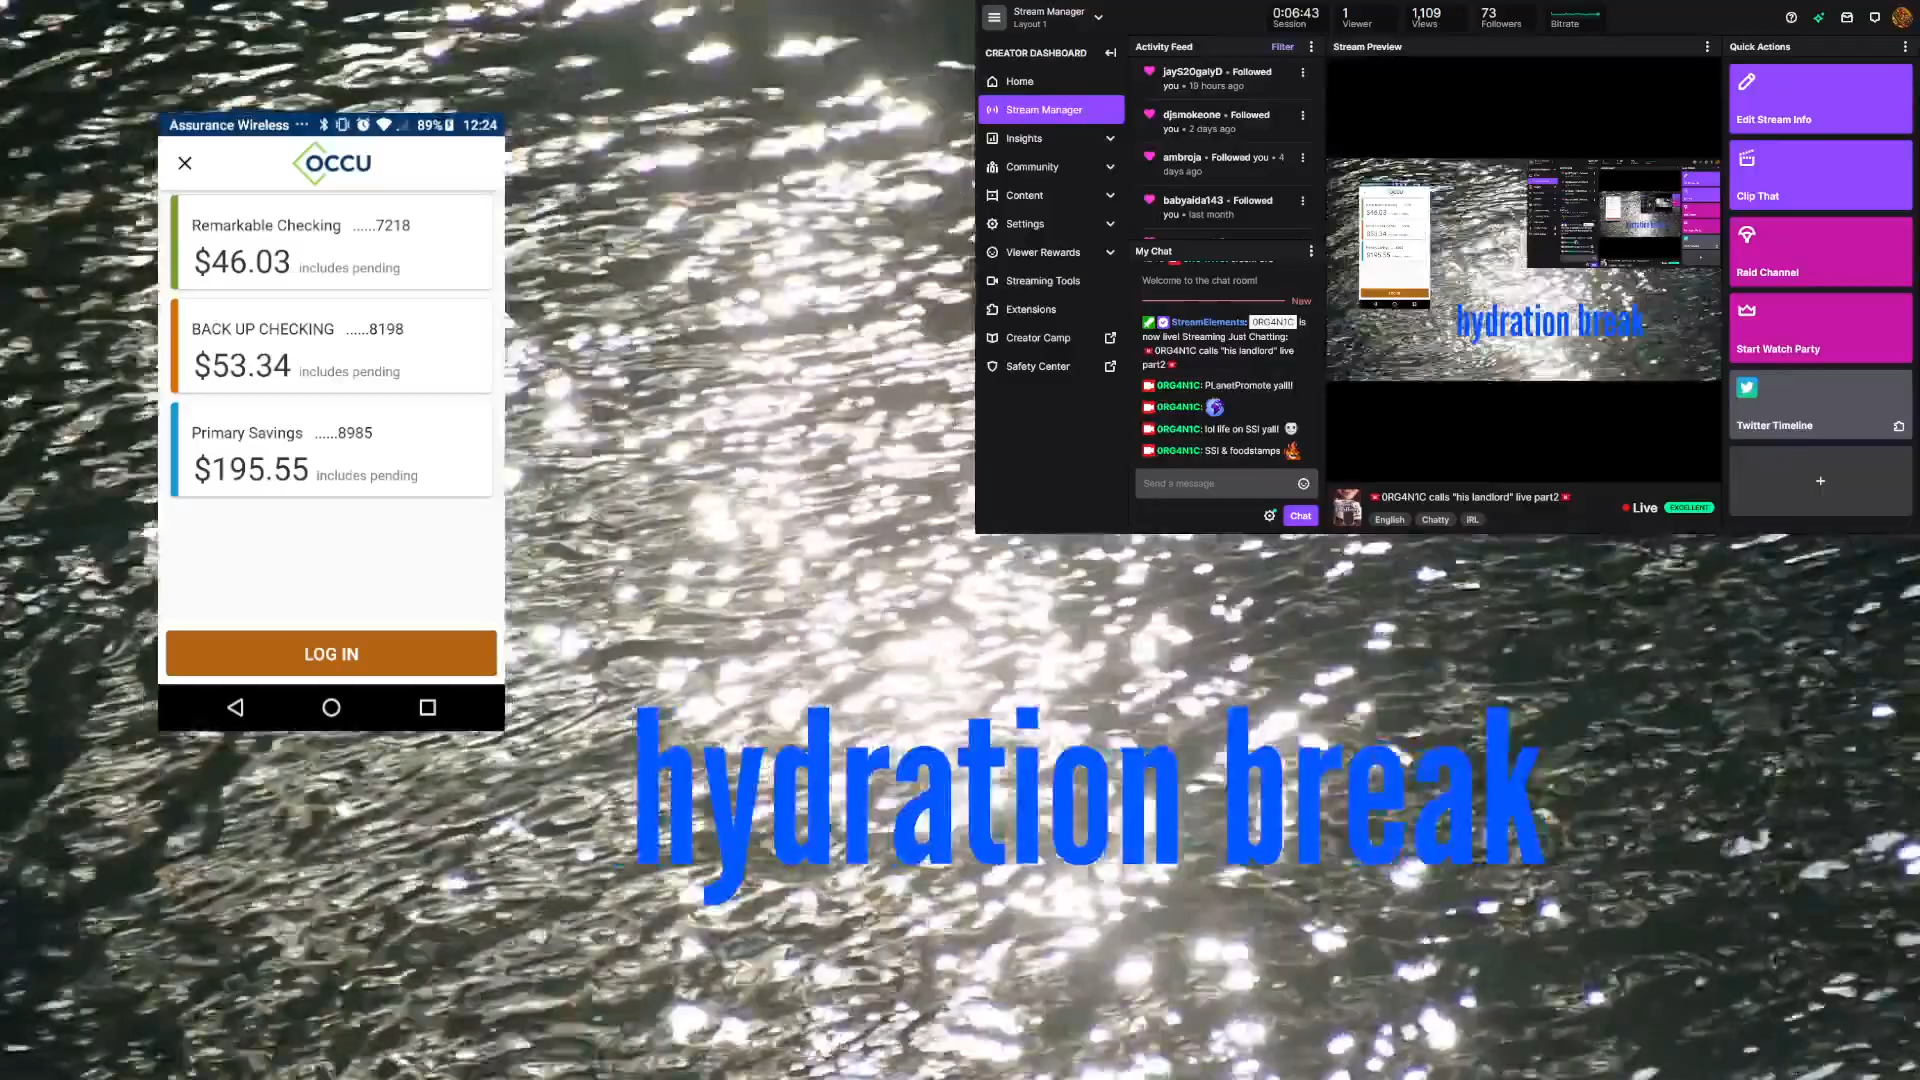 Assurance Wireless ··· 89% 12:24
OCCU
Remarkable Checking ......7218
$46.03 includes pending
BACK UP CHECKING ......8198
$53.34 includes pending
Primary Savings ......8985
$195.55 includes pending
LOG IN
hydration break
Stream Manager
Layout 1
0:06:43
Session
1
Viewer
1,109
Views
73
Followers
Bitrate
CREATOR DASHBOARD
Home
Stream Manager
Insights
Community
Content
Settings
Viewer Rewards
Streaming Tools
Extensions
Creator Camp
Safety Center
Activity Feed Filter
jayS20galyD • Followed
you • 19 hours ago
djsmokeone • Followed
you • 2 days ago
ambroja • Followed you • 4
days ago
babyaida143 • Followed
you • last month
My Chat
Welcome to the chat room!
New
StreamElements: 0RG4N1C is
now live! Streaming Just Chatting:
0RG4N1C calls "his landlord" live
part2
0RG4N1C: PLanetPromote yall!!
0RG4N1C:
0RG4N1C: lol life on SSI yall!
0RG4N1C: SSI & foodstamps
Send a message
Chat
Stream Preview
OCCU
$46.03
$53.34
$195.55
hydration break
0RG4N1C calls "his landlord" live part2
English Chatty IRL
Live EXCELLENT
Quick Actions
Edit Stream Info
Clip That
Raid Channel
Start Watch Party
Twitter Timeline
+